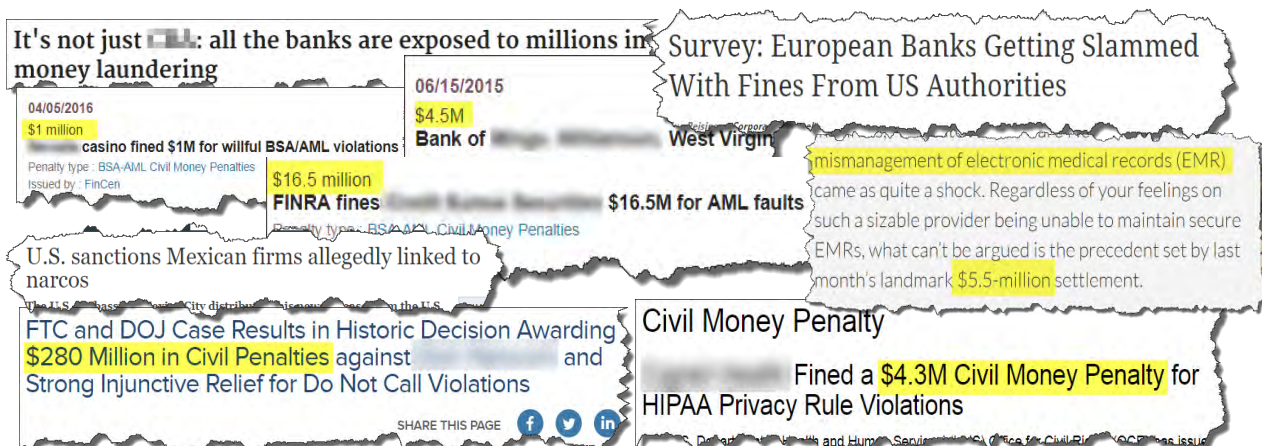 It's not just : all the banks are exposed to millions in
money laundering
04/05/2016
$1 million
casino fined $1M for willful BSA/AML violations
Penalty type : BSA-AML Civil Money Penalties
Issued by : FinCen
06/15/2015
$4.5M
Bank of West Virgin
$16.5 million
FINRA fines $16.5M for AML faults
Penalty type : BSA-AML Civil Money Penalties
Survey: European Banks Getting Slammed
With Fines From US Authorities
mismanagement of electronic medical records (EMR)
came as quite a shock. Regardless of your feelings on
such a sizable provider being unable to maintain secure
EMRs, what can't be argued is the precedent set by last
month's landmark $5.5-million settlement.
U.S. sanctions Mexican firms allegedly linked to
narcos
FTC and DOJ Case Results in Historic Decision Awarding
$280 Million in Civil Penalties against and
Strong Injunctive Relief for Do Not Call Violations
SHARE THIS PAGE
Civil Money Penalty
Fined a $4.3M Civil Money Penalty for
HIPAA Privacy Rule Violations